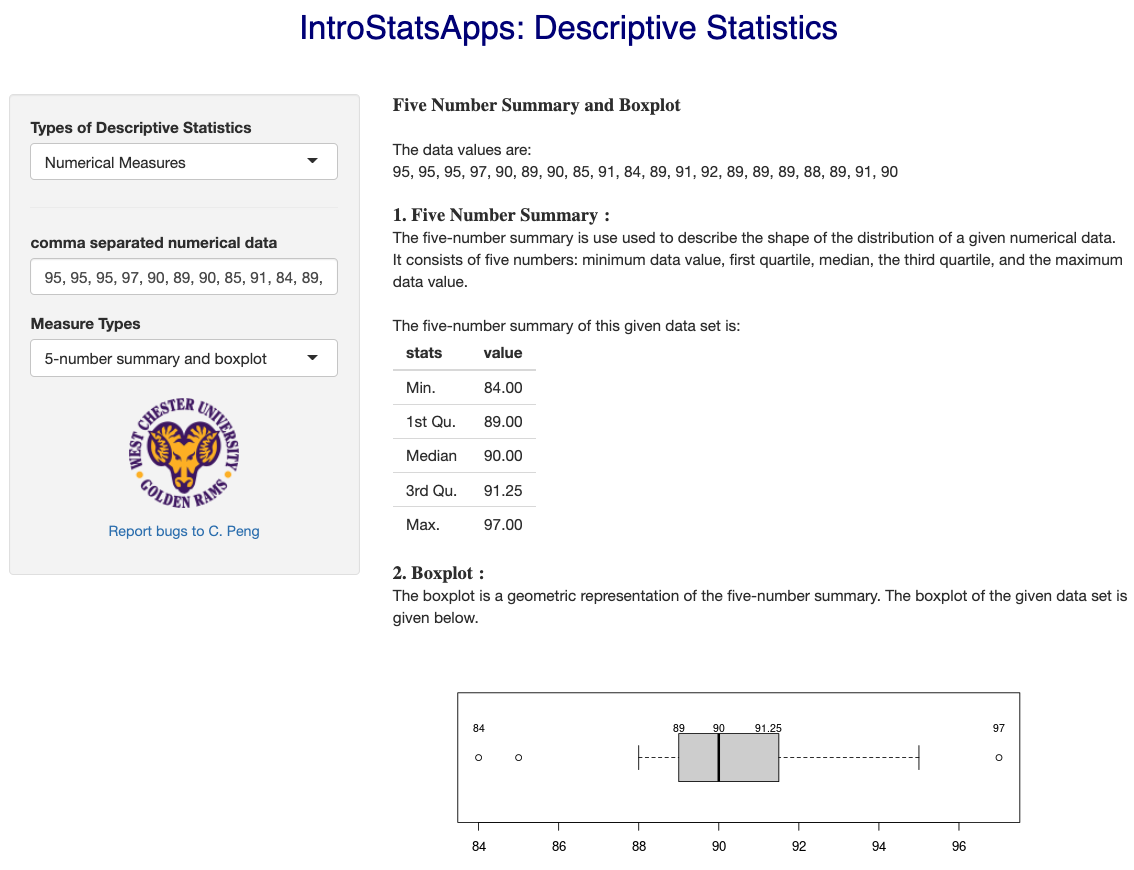 IntroStatsApps: Descriptive Statistics
Types of Descriptive Statistics
Numerical Measures
comma separated numerical data
95, 95, 95, 97, 90, 89, 90, 85, 91, 84, 89,
Measure Types
5-number summary and boxplot
WEST CHESTER UNIVERSITY
GOLDEN RAMS
Report bugs to C. Peng
Five Number Summary and Boxplot
The data values are:
95, 95, 95, 97, 90, 89, 90, 85, 91, 84, 89, 91, 92, 89, 89, 89, 88, 89, 91, 90
1. Five Number Summary :
The five-number summary is use used to describe the shape of the distribution of a given numerical data.
It consists of five numbers: minimum data value, first quartile, median, the third quartile, and the maximum
data value.
The five-number summary of this given data set is:
stats value
Min. 84.00
1st Qu. 89.00
Median 90.00
3rd Qu. 91.25
Max. 97.00
2. Boxplot :
The boxplot is a geometric representation of the five-number summary. The boxplot of the given data set is
given below.
84 89 90 91.25 97
84 86 88 90 92 94 96